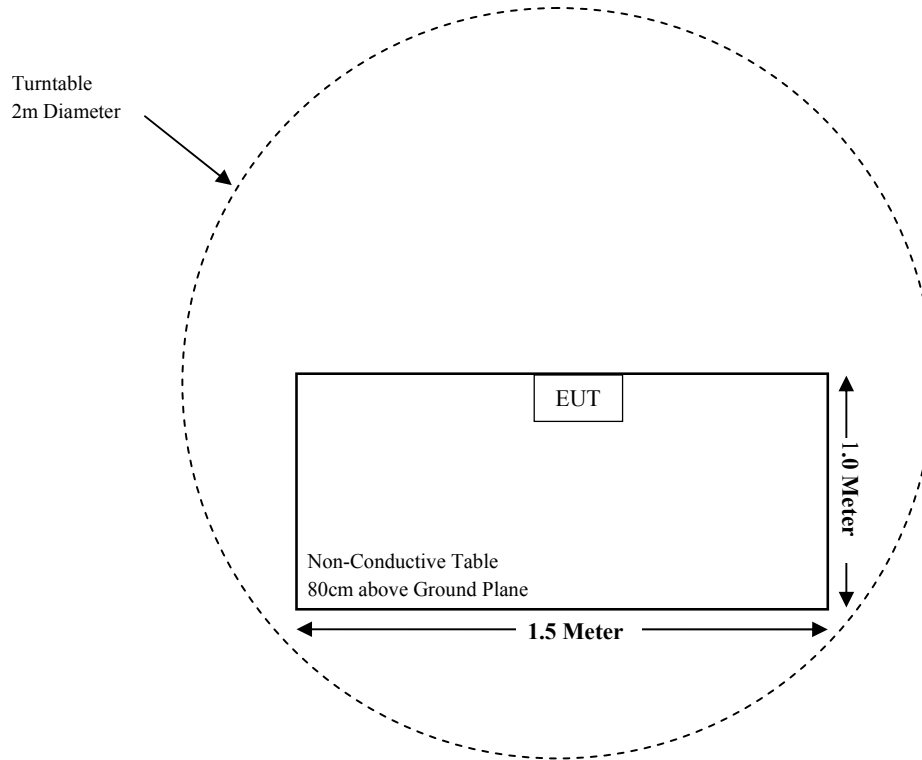 Turntable
2m Diameter
EUT
1.0 Meter
Non-Conductive Table
80cm above Ground Plane
1.5 Meter